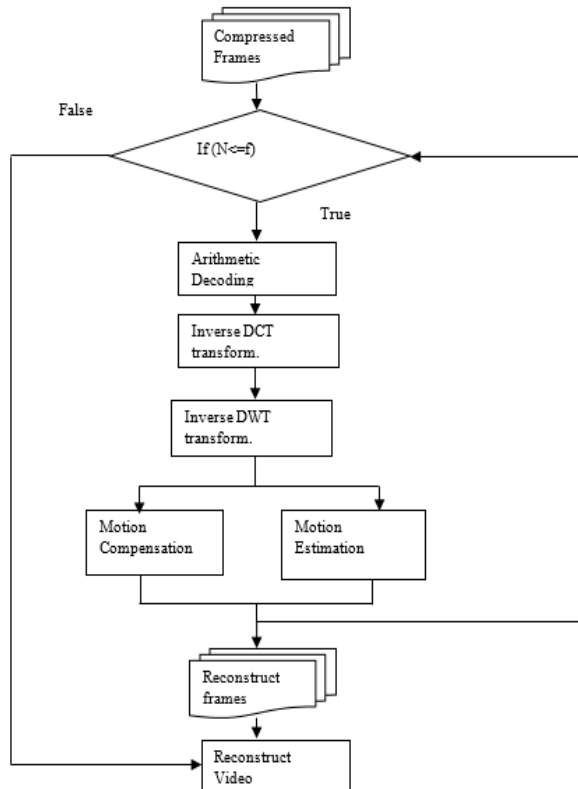 Compressed
Frames
False
If (N<=f)
True
Arithmetic
Decoding
Inverse DCT
transform.
Inverse DWT
transform.
Motion
Compensation
Motion
Estimation
Reconstruct
frames
Reconstruct
Video